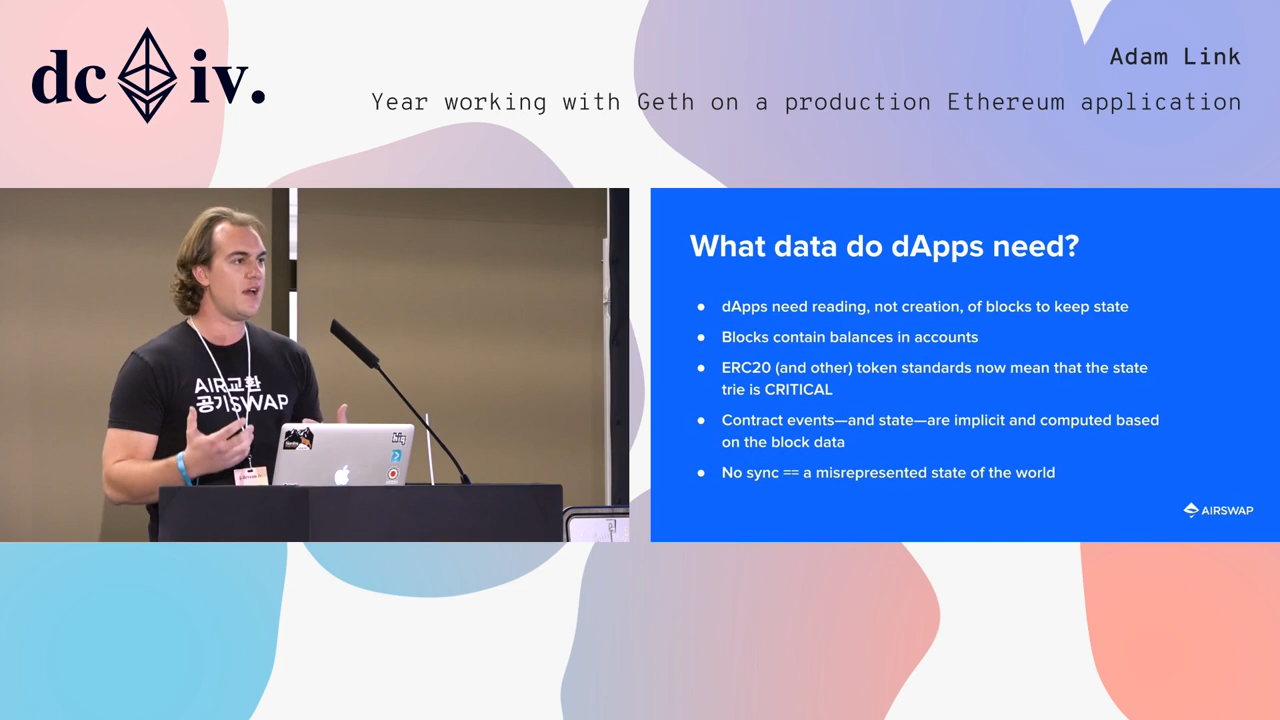 dc iv.
Adam Link
Year working with Geth on a production Ethereum application
AIR교환
공기SWAP
What data do dApps need?
● dApps need reading, not creation, of blocks to keep state
● Blocks contain balances in accounts
● ERC20 (and other) token standards now mean that the state
trie is CRITICAL
● Contract events—and state—are implicit and computed based
on the block data
● No sync == a misrepresented state of the world
AIRSWAP